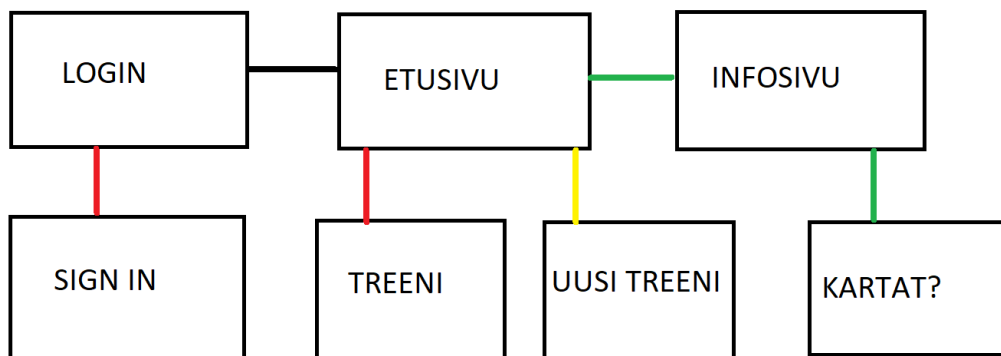 LOGIN
ETUSIVU
INFOSIVU
SIGN IN
TREENI
UUSI TREENI
KARTAT?